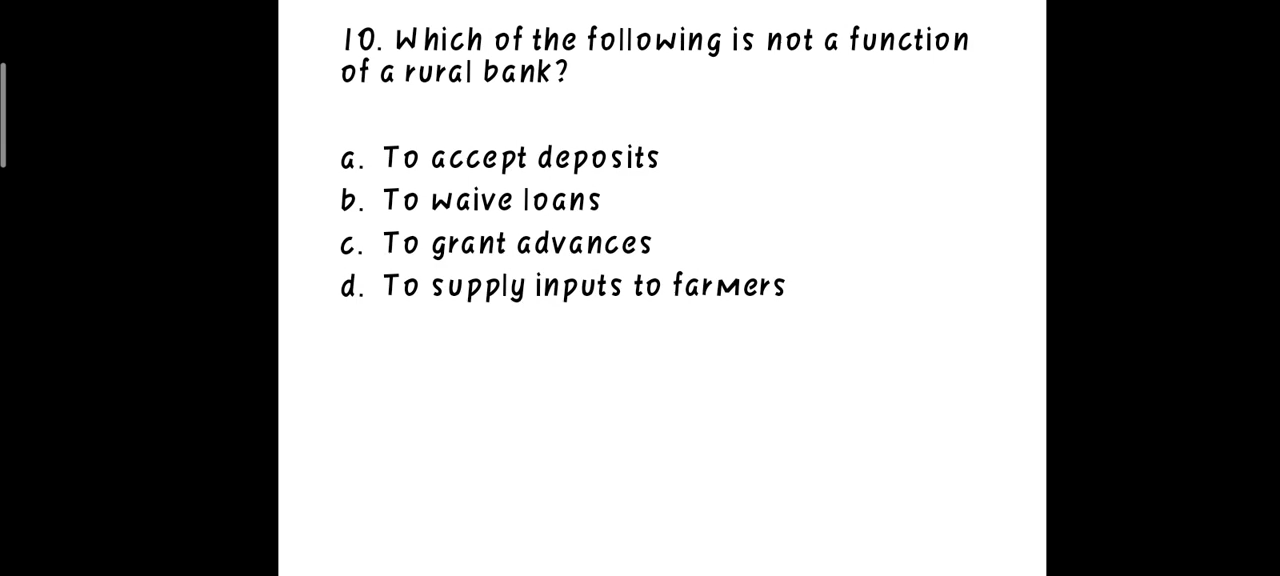 10. Which of the following is not a function
of a rural bank?
a. To accept deposits
b. To waive loans
c. To grant advances
d. To supply inputs to farmers